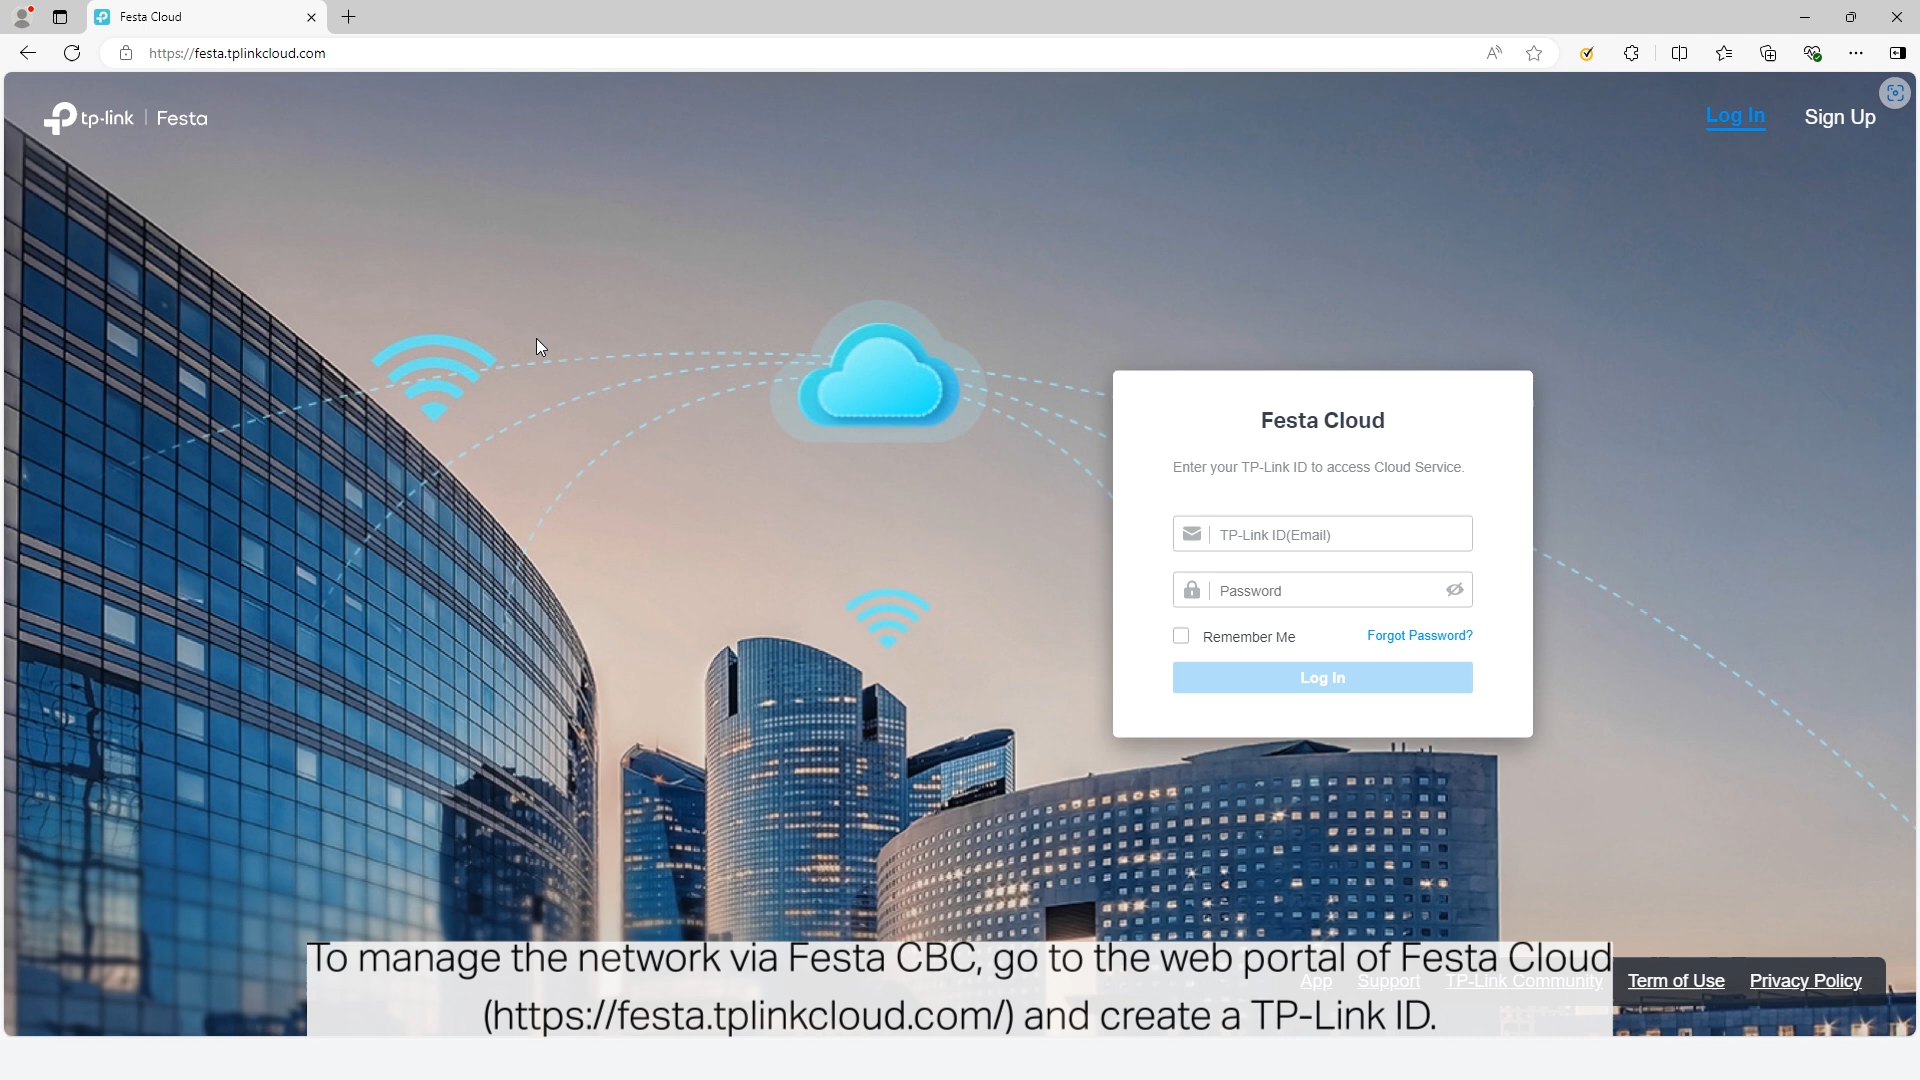 Festa Cloud
https://festa.tplinkcloud.com
tp-link | Festa
Log In
Sign Up
Festa Cloud
Enter your TP-Link ID to access Cloud Service.
TP-Link ID(Email)
Password
Remember Me
Forgot Password?
Log In
To manage the network via Festa CBC, go to the web portal of Festa Cloud
(https://festa.tplinkcloud.com/) and create a TP-Link ID.
App Support TP-Link Community Term of Use Privacy Policy